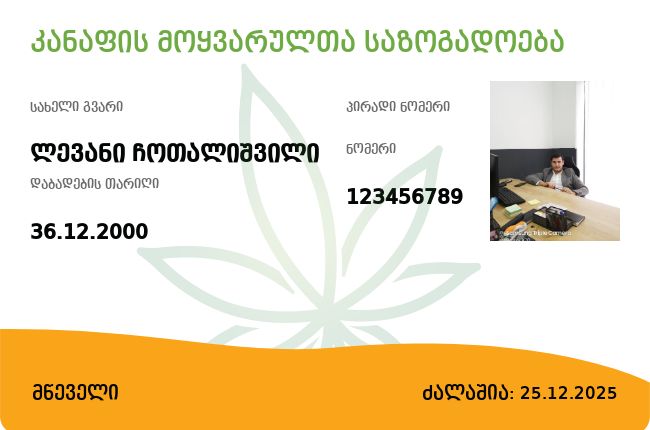 კანაფის მოყვარულთა საზოგადოება
სახელი გვარი
ლევანი ჩოთალიშვილი
დაბადების თარიღი
36.12.2000
პირადი ნომერი
ნომერი
123456789
მწეველი
ძალაშია: 25.12.2025